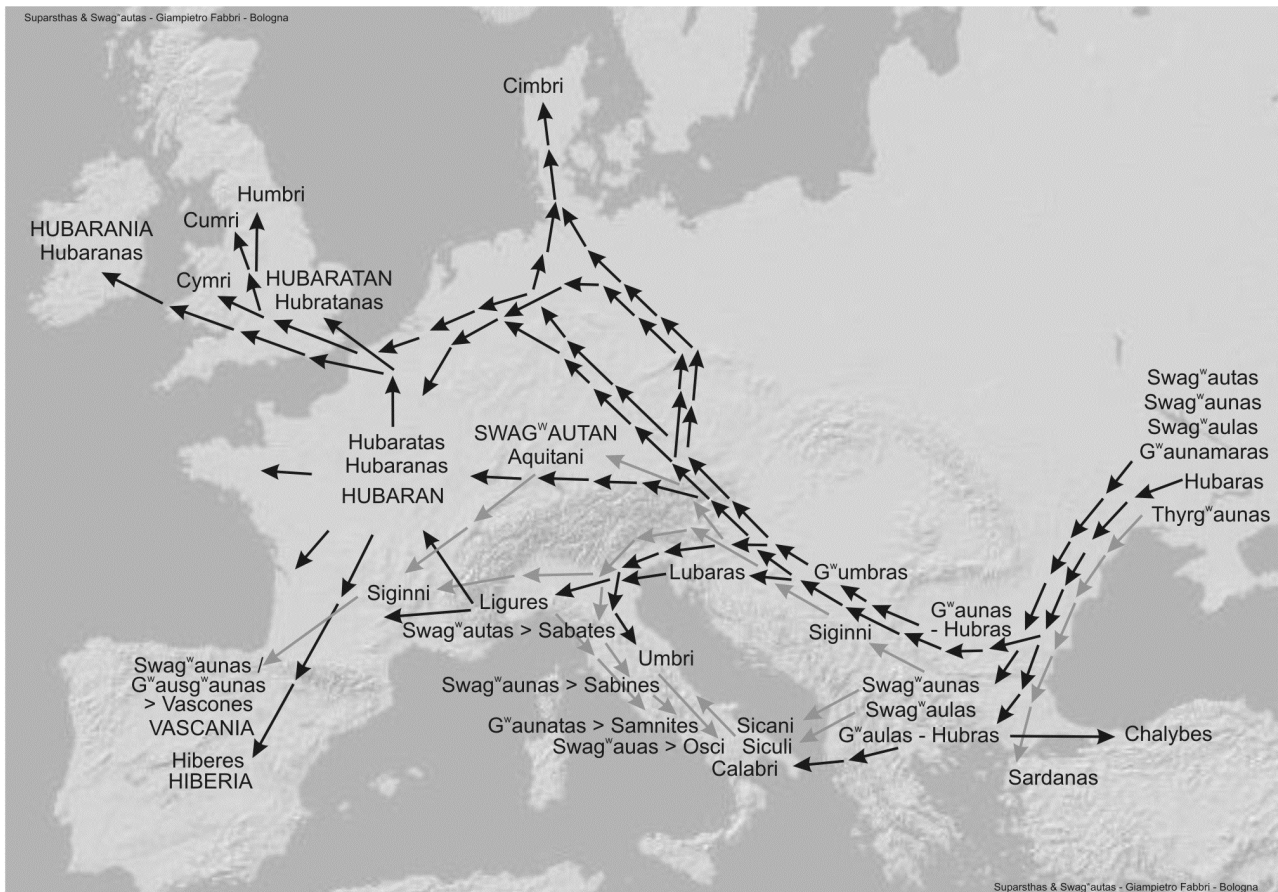 Suparsthas & Swagʷautas - Giampietro Fabbri - Bologna
Cimbri
Humbri
Cumri
HUBARANIA
Hubaranas
Cymri
HUBARATAN
Hubratanas
Swagʷautas
Swagʷaunas
Swagʷaulas
Gʷaunamaras
Hubaras
Thyrgʷaunas
Hubaratas
Hubaranas
HUBARAN
SWAGʷAUTAN
Aquitani
Lubaras
Gʷumbras
Siginni
Ligures
Gʷaunas
- Hubras
Siginni
Swagʷautas > Sabates
Umbri
Swagʷaunas /
Gʷausgʷaunas
> Vascones
VASCANIA
Hiberes
HIBERIA
Swagʷaunas > Sabines
Gʷaunatas > Samnites
Swagʷauas > Osci
Sicani
Siculi
Calabri
Swagʷaunas
Swagʷaulas
Gʷaulas - Hubras
Chalybes
Sardanas
Suparsthas & Swagʷautas - Giampietro Fabbri - Bologna